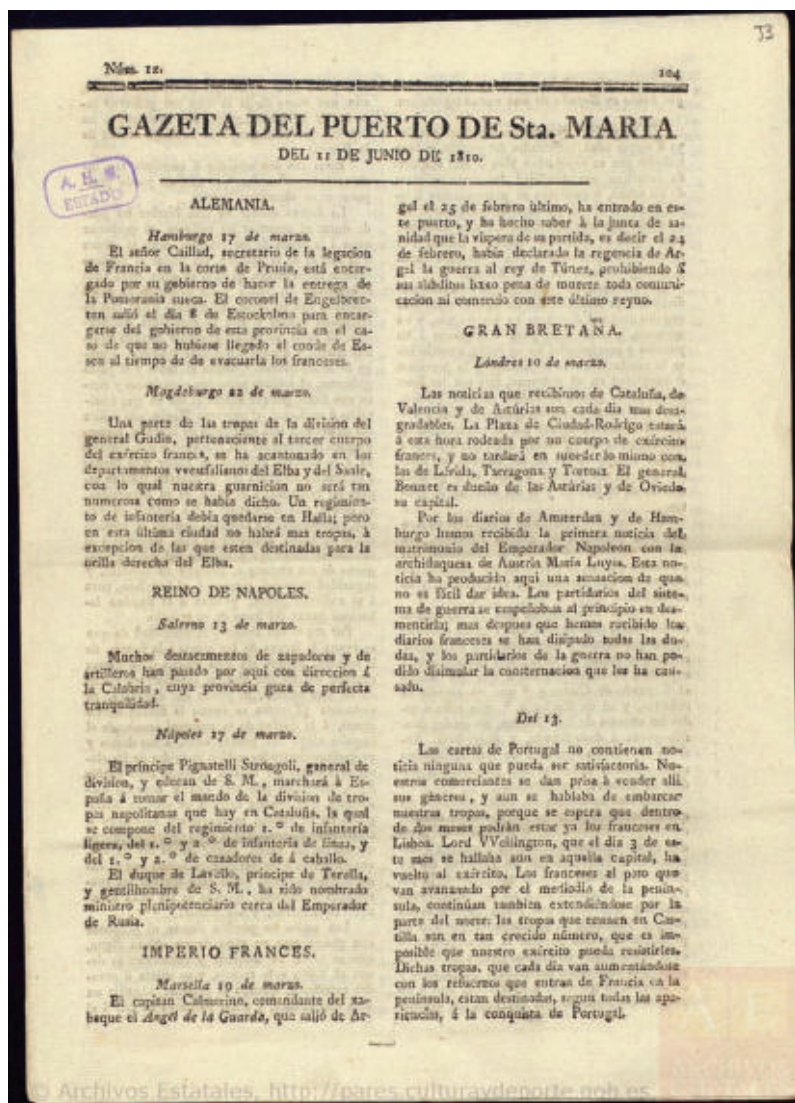 33
Núm. 12. 104
GAZETA DEL PUERTO DE Sta. MARIA
DEL 11 DE JUNIO DE 1810.
A. H. N.
ESTADO
ALEMANIA.
Hamburgo 17 de marzo.
El señor Caillad, secretario de la legacion
de Francia en la corte de Prusia, está encar-
gado por su gobierno de hacer la entrega de
la Pomerania sueca. El coronel de Engelbrec-
ten salió el dia 8 de Estockolmo para encar-
garse del gobierno de esta provincia en el ca-
so de que no hubiese llegado el conde de Es-
sen al tiempo de de evacuarla los franceses.
Magdeburgo 22 de marzo.
Una parte de las tropas de la division del
general Gudin, perteneciente al tercer cuerpo
del exército frances, se ha acantonado en los
departamentos vvestfalianos del Elba y del Saale,
con lo qual nuestra guarnicion no será tan
numerosa como se habia dicho. Un regimien-
to de infantería debia quedarse en Halla; pero
en esta última ciudad no habrá mas tropas, à
excepcion de las que esten destinadas para la
orilla derecha del Elba.
REINO DE NAPOLES.
Salerno 13 de marzo.
Muchos destacamentos de zapadores y de
artilleros han pasado por aqui con direccion á
la Calabria, cuya provincia goza de perfecta
tranquilidad.
Nápoles 17 de marzo.
El príncipe Pignatelli Strongoli, general de
division, y edecan de S. M., marchará à Es-
paña á tomar el mando de la division de tro-
pas napolitanas que hay en Cataluña, la qual
se compone del regimiento 1.º de infantería
ligera, del 1.º y 2.º de infantería de línea, y
del 1.º y 2.º de cazadores de á caballo.
El duque de, principe de,
y gentilhombre de S. M., ha sido nombrado
ministro plenipotenciario cerca del Emperador
de Rusia.
IMPERIO FRANCES.
Marsella 19 de marzo.
El capitan, comandante del xa-
beque el Angel de la Guarda, que salió de Ar-
gel el 25 de febrero último, ha entrado en es-
te puerto, y ha hecho saber à la junta de sa-
nidad que la víspera de su partida, es decir el 24
de febrero, habia declarado la regencia de Ar-
gel la guerra al rey de Túnez, prohibiendo á
sus súbditos baxo pena de muerte toda comuni-
cacion ni comercio con este último reyno.
GRAN BRETAÑA.
Lóndres 10 de marzo.
Las noticias que recibimos de Cataluña, de
Valencia y de Astúrias son cada dia mas desa-
gradables. La Plaza de Ciudad-Rodrigo estará
à esta hora rodeada por un cuerpo de exército
frances, y no tardará en suceder lo mismo con
las de Lérida, Tarragona y Tortosa. El general
Bonnet es dueño de las Astúrias y de Oviedo
su capital.
Por los diarios de Amsterdan y de Ham-
burgo hemos recibido la primera noticia del
matrimonio del Emperador Napoleon con la
archiduquesa de Austria María Luysa. Esta no-
ticia ha producido aqui una sensacion de que
no es fácil dar idea. Los partidarios del siste-
ma de guerra se empeñaban al principio en des-
mentirla; mas despues que hemos recibido los
diarios franceses se han disipado todas las du-
das, y los partidarios de la guerra no han po-
dido disimular la consternacion que les ha cau-
sado.
Del 13.
Las cartas de Portugal no contienen no-
ticia ninguna que pueda ser satisfactoria. Nu-
estros comerciantes se dan prisa à vender alli
sus géneros, y aun se hablaba de embarcar
nuestras tropas, porque se espera que dentro
de dos meses podrán estar ya los franceses en
Lisboa. Lord VVellington, que el dia 3 de es-
te mes se hallaba aun en aquella capital, ha
vuelto al exército. Los franceses al paso que
van avanzando por el mediodia de la penín-
sula, continúan tambien extendiéndose por la
parte del norte: las tropas que tienen en Cas-
tilla son en tan crecido número, que es im-
posible que nuestro exército pueda resistirles.
Dichas tropas, que cada dia van aumentándose
con los refuerzos que entran de Francia en la
península, estan destinadas, segun todas las apa-
riencias, á la conquista de Portugal.
© Archivos Estatales, http://pares.culturaydeporte.gob.es